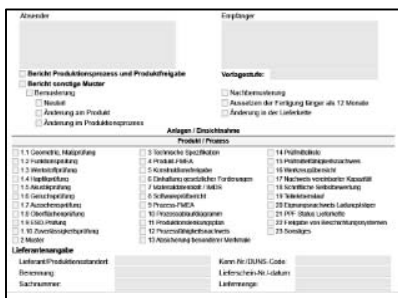 Absender
Empfänger
Bericht Produktionsprozess und Produktfreigabe
Vorlagestufe:
Bericht sonstige Muster
Bemusterung
Nachbemusterung
Neuteil
Aussetzen der Fertigung länger als 12 Monate
Änderung am Produkt
Änderung in der Lieferkette
Änderung im Produktionsprozess
Anlagen / Einsichtnahme
Produkt / Prozess
1.1 Geometrie, Maßprüfung
3 Technische Spezifikation
14 Prüfmittelliste
1.2 Funktionsprüfung
4 Produkt-FMEA
15 Prüfmittelfähigkeitsnachweis
1.3 Werkstoffprüfung
5 Konstruktionsfreigabe
16 Werkzeugübersicht
1.4 Haptikprüfung
6 Einhaltung gesetzlicher Forderungen
17 Nachweis vereinbarter Kapazität
1.5 Akustikprüfung
7 Materialdatenblatt / IMDS
18 Schriftliche Selbstbewertung
1.6 Geruchsprüfung
8 Softwareprüfbericht
19 Teilelebenslauf
1.7 Aussehensprüfung
9 Prozess-FMEA
20 Eignungsnachweis Ladungsträger
1.8 Oberflächenprüfung
10 Prozessablaufdiagramm
21 PPF-Status Lieferkette
1.9 ESD Prüfung
11 Produktionslenkungsplan
22 Freigabe von Beschichtungssystemen
1.10 Zuverlässigkeitsprüfung
12 Prozessfähigkeitsnachweis
23 Sonstiges
2 Muster
13 Absicherung besonderer Merkmale
Lieferantenangabe
Lieferant/Produktionsstandort
Kenn-Nr/DUNS-Code
Benennung
Lieferschein-Nr./-datum
Sachnummer
Liefermenge